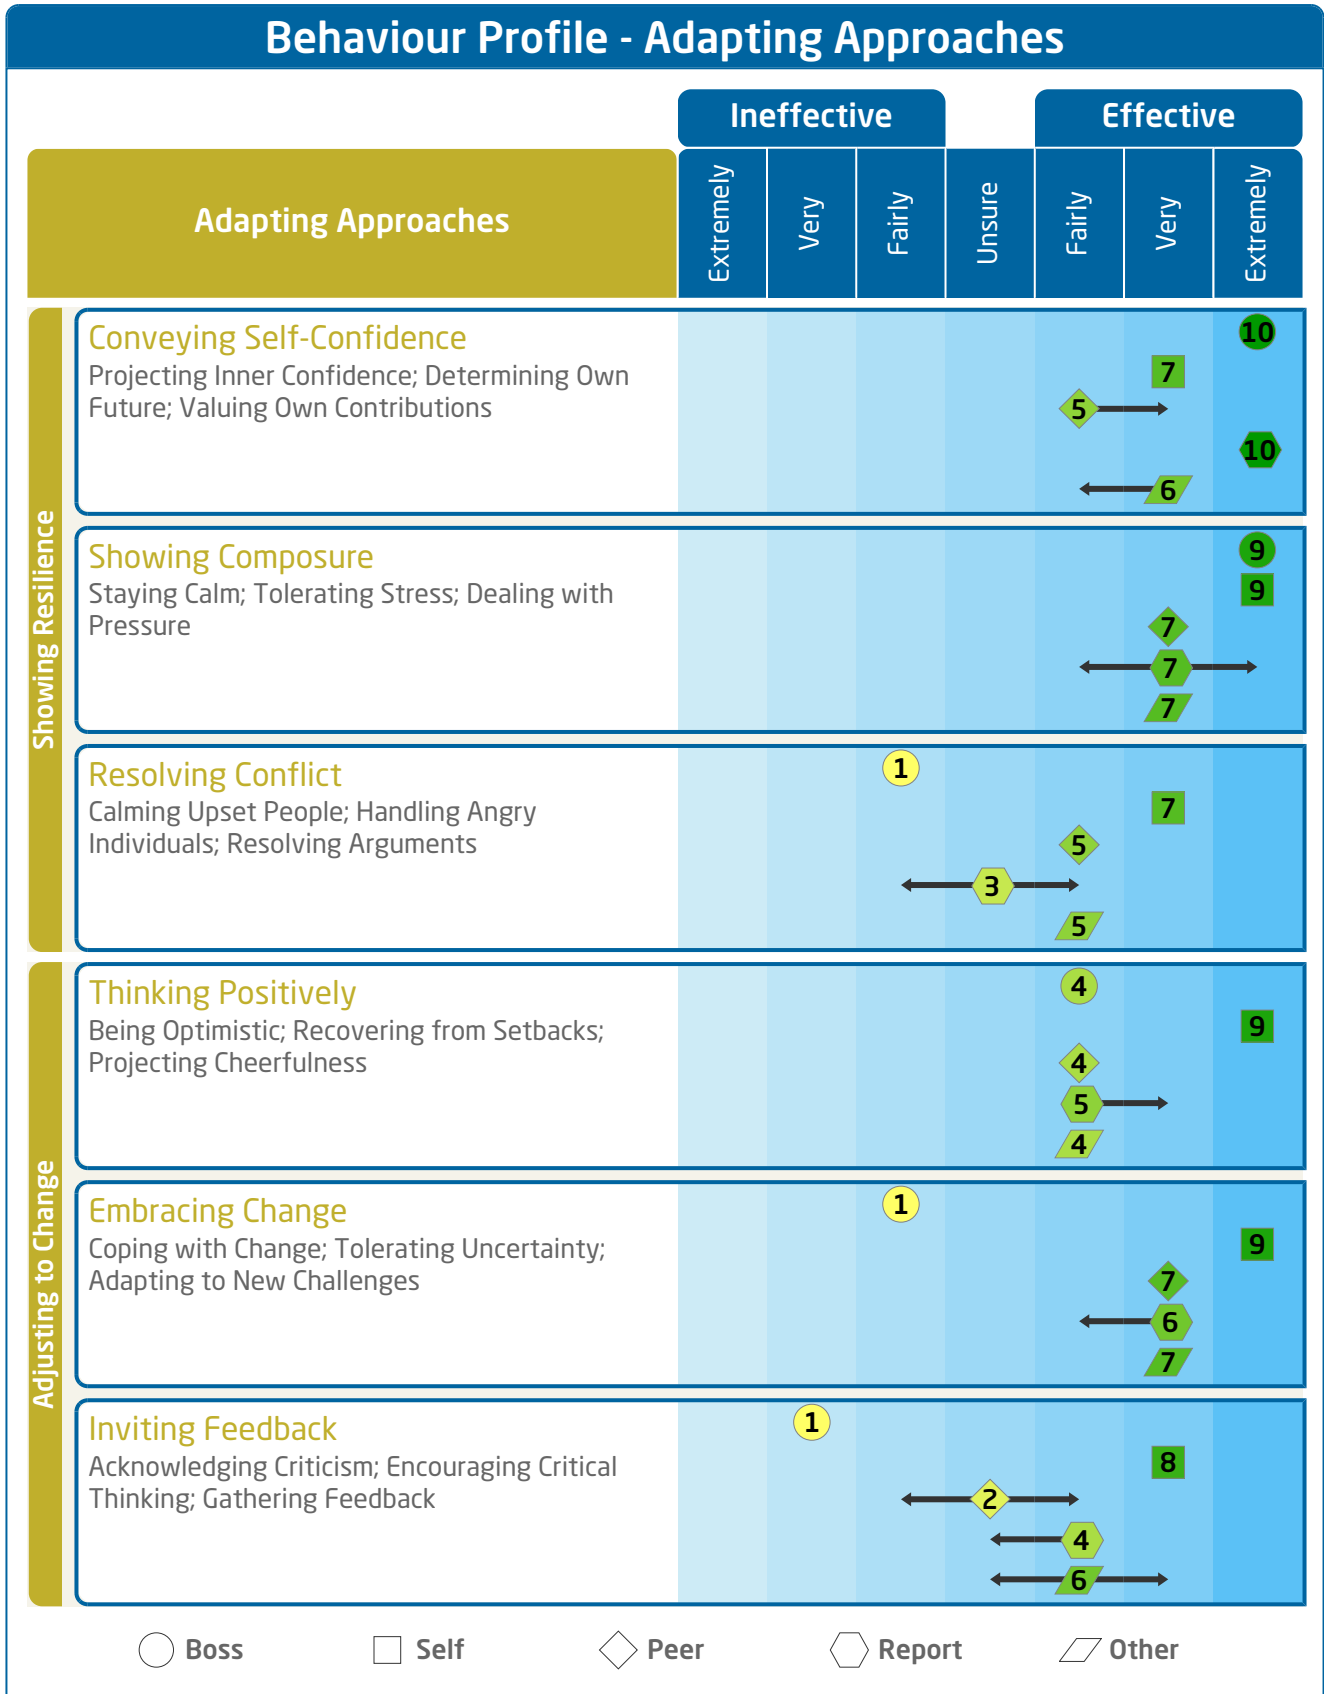 Behaviour Profile - Adapting Approaches
Ineffective
Effective
Adapting Approaches
Extremely
Very
Fairly
Unsure
Fairly
Very
Extremely
Showing Resilience
Conveying Self-Confidence
Projecting Inner Confidence; Determining Own
Future; Valuing Own Contributions
10
7
5
10
6
Showing Composure
Staying Calm; Tolerating Stress; Dealing with
Pressure
9
9
7
7
7
Resolving Conflict
Calming Upset People; Handling Angry
Individuals; Resolving Arguments
1
7
5
3
5
Adjusting to Change
Thinking Positively
Being Optimistic; Recovering from Setbacks;
Projecting Cheerfulness
4
9
4
5
4
Embracing Change
Coping with Change; Tolerating Uncertainty;
Adapting to New Challenges
1
9
7
6
7
Inviting Feedback
Acknowledging Criticism; Encouraging Critical
Thinking; Gathering Feedback
1
8
2
4
6
Boss
Self
Peer
Report
Other